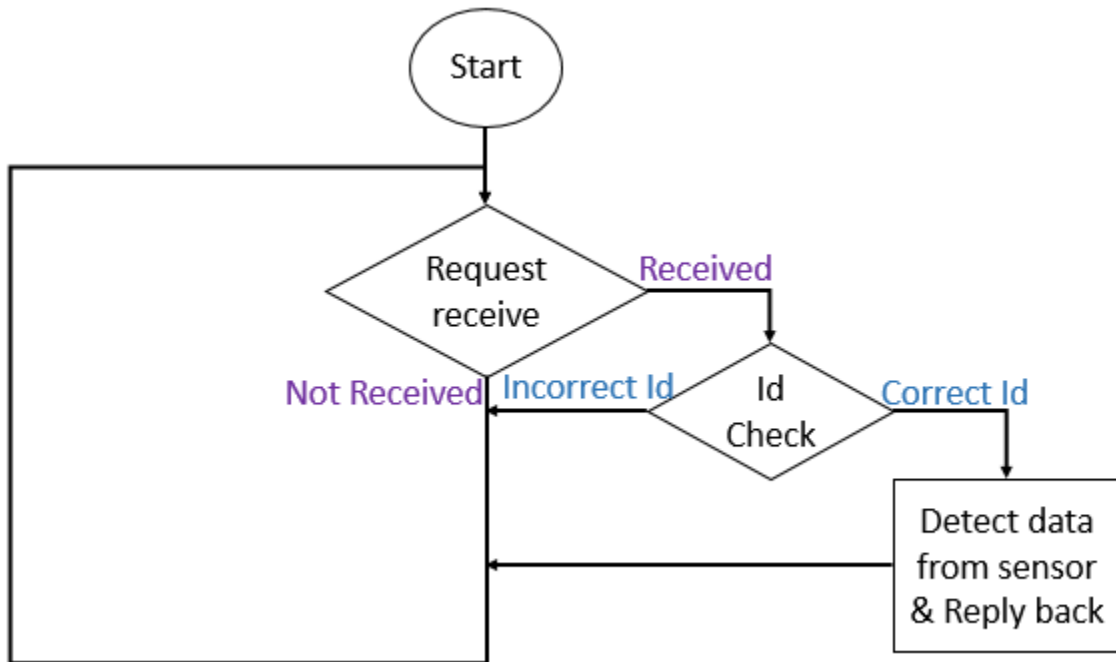 Start
Request
receive
Received
Not Received
Incorrect Id
Id
Check
Correct Id
Detect data
from sensor
& Reply back